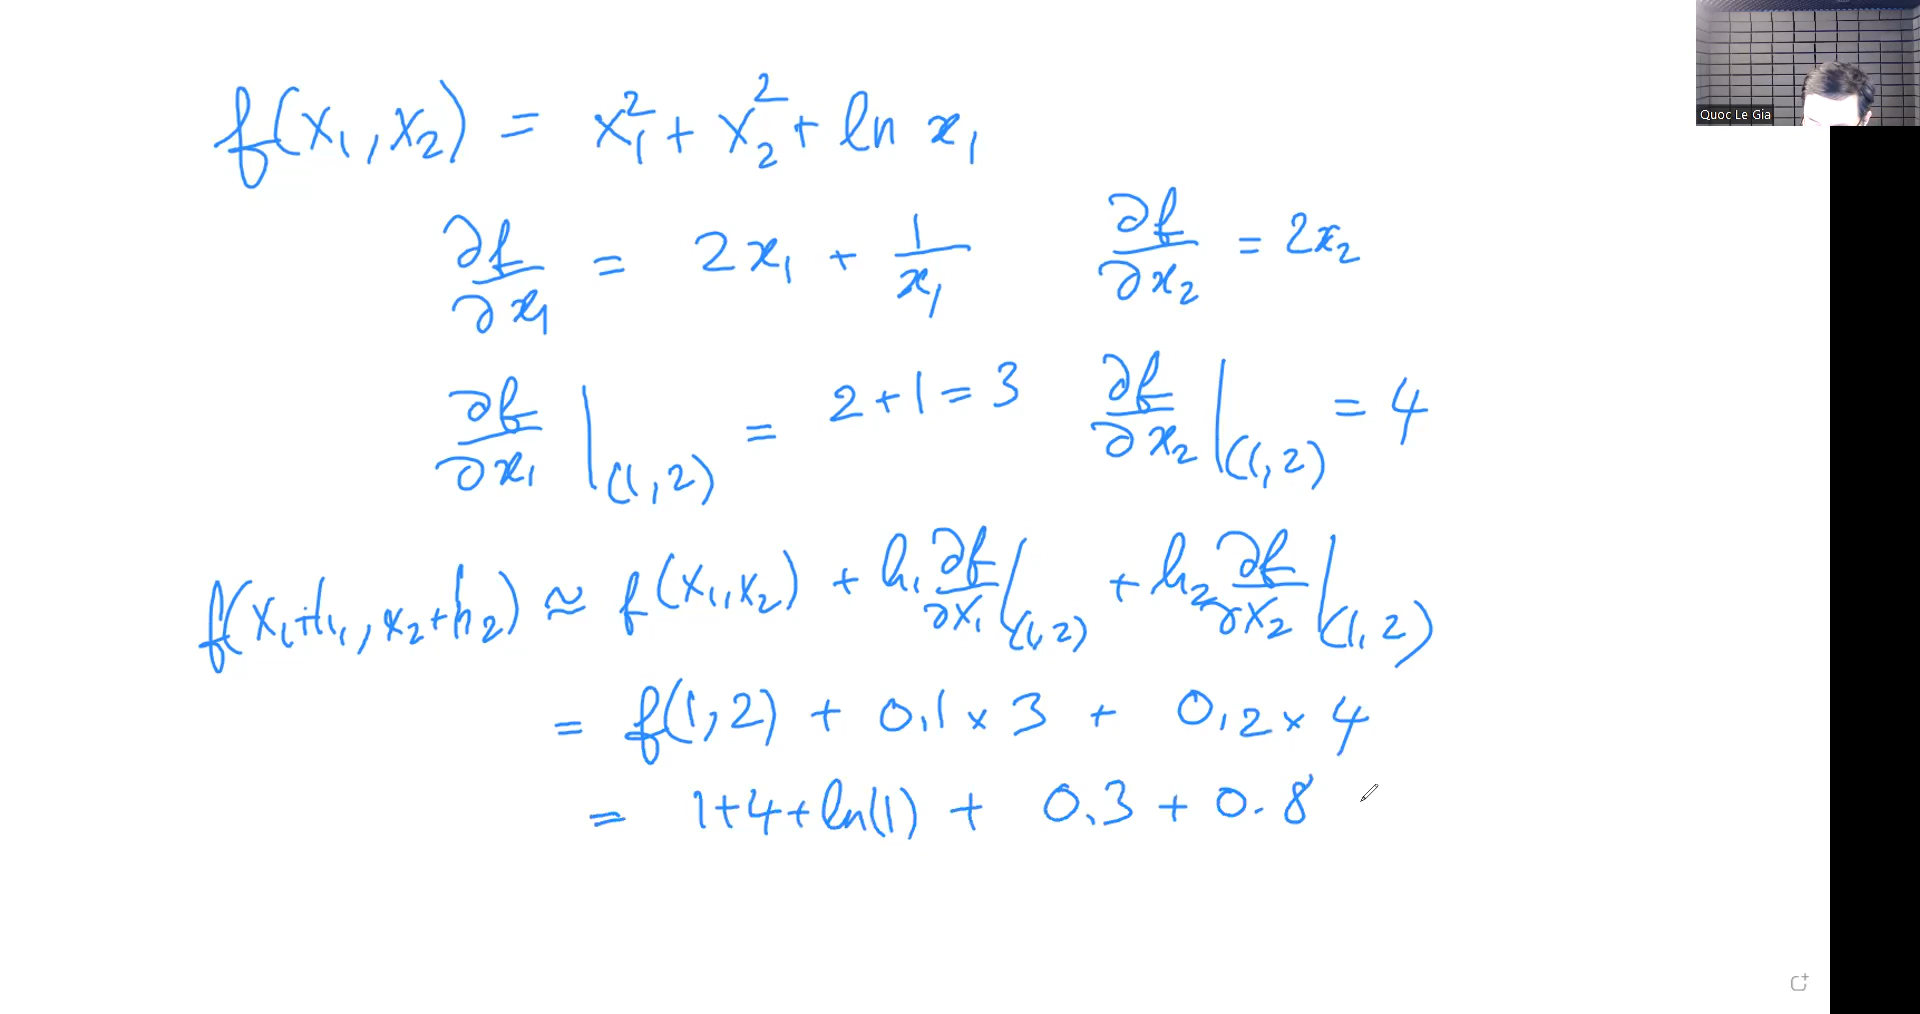 f(x₁, x₂) = x₁² + x₂² + ln x₁
Quoc Le Gia
∂f/∂x₁ = 2x₁ + 1/x₁    ∂f/∂x₂ = 2x₂
∂f/∂x₁ |(1, 2) = 2 + 1 = 3    ∂f/∂x₂ |(1, 2) = 4
f(x₁+h₁, x₂+h₂) ≈ f(x₁, x₂) + h₁ ∂f/∂x₁ |(1, 2) + h₂ ∂f/∂x₂ |(1, 2)
= f(1, 2) + 0.1 × 3 + 0.2 × 4
= 1+4+ln(1) + 0.3 + 0.8